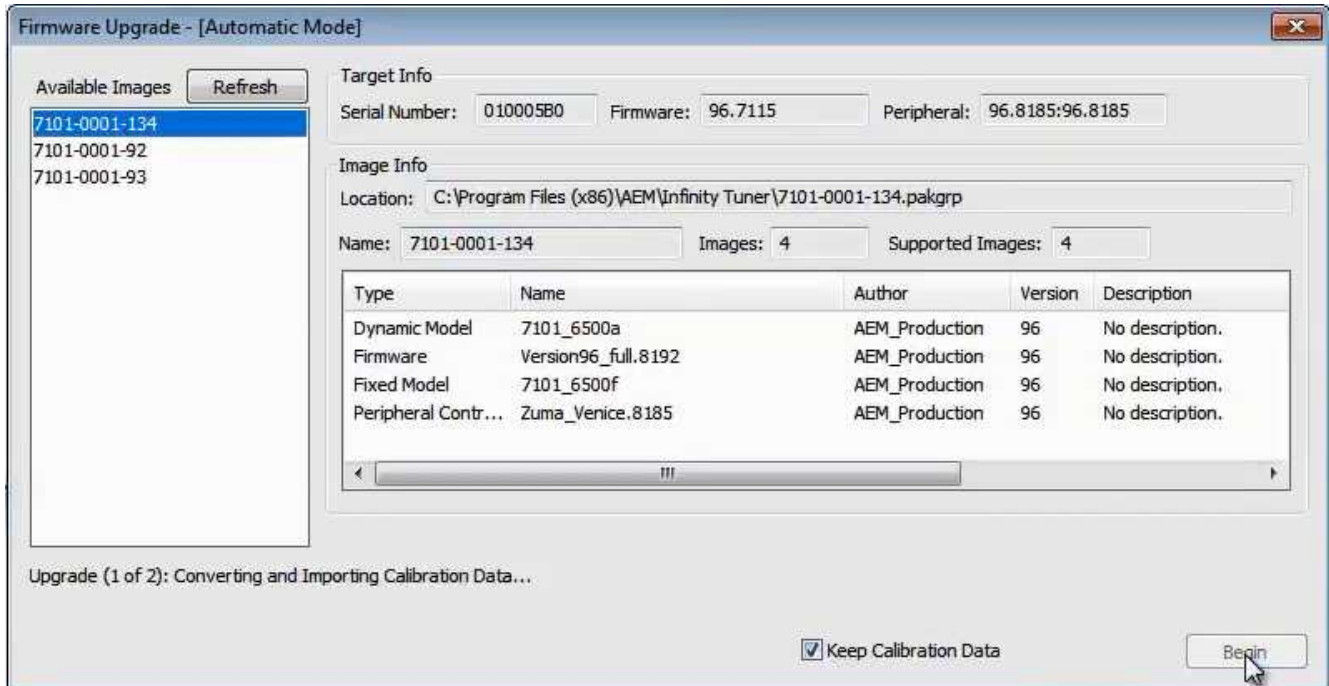 Firmware Upgrade - [Automatic Mode]
Available Images Refresh
7101-0001-134
7101-0001-92
7101-0001-93
Target Info
Serial Number: 010005B0 Firmware: 96.7115 Peripheral: 96.8185:96.8185
Image Info
Location: C:\Program Files (x86)\AEM\Infinity Tuner\7101-0001-134.pakgrp
Name: 7101-0001-134 Images: 4 Supported Images: 4
Type Name Author Version Description
Dynamic Model 7101_6500a AEM_Production 96 No description.
Firmware Version96_full.8192 AEM_Production 96 No description.
Fixed Model 7101_6500f AEM_Production 96 No description.
Peripheral Contr... Zuma_Venice.8185 AEM_Production 96 No description.
Upgrade (1 of 2): Converting and Importing Calibration Data...
Keep Calibration Data
Begin